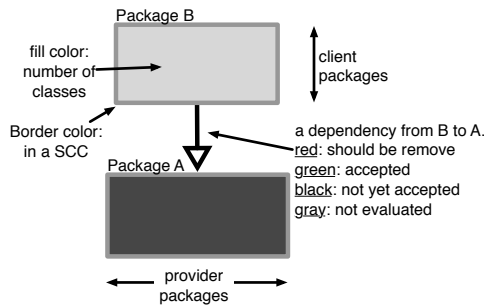 Package B
fill color:
number of
classes
client
packages
Border color:
in a SCC
a dependency from B to A.
red: should be remove
green: accepted
black: not yet accepted
gray: not evaluated
Package A
provider
packages